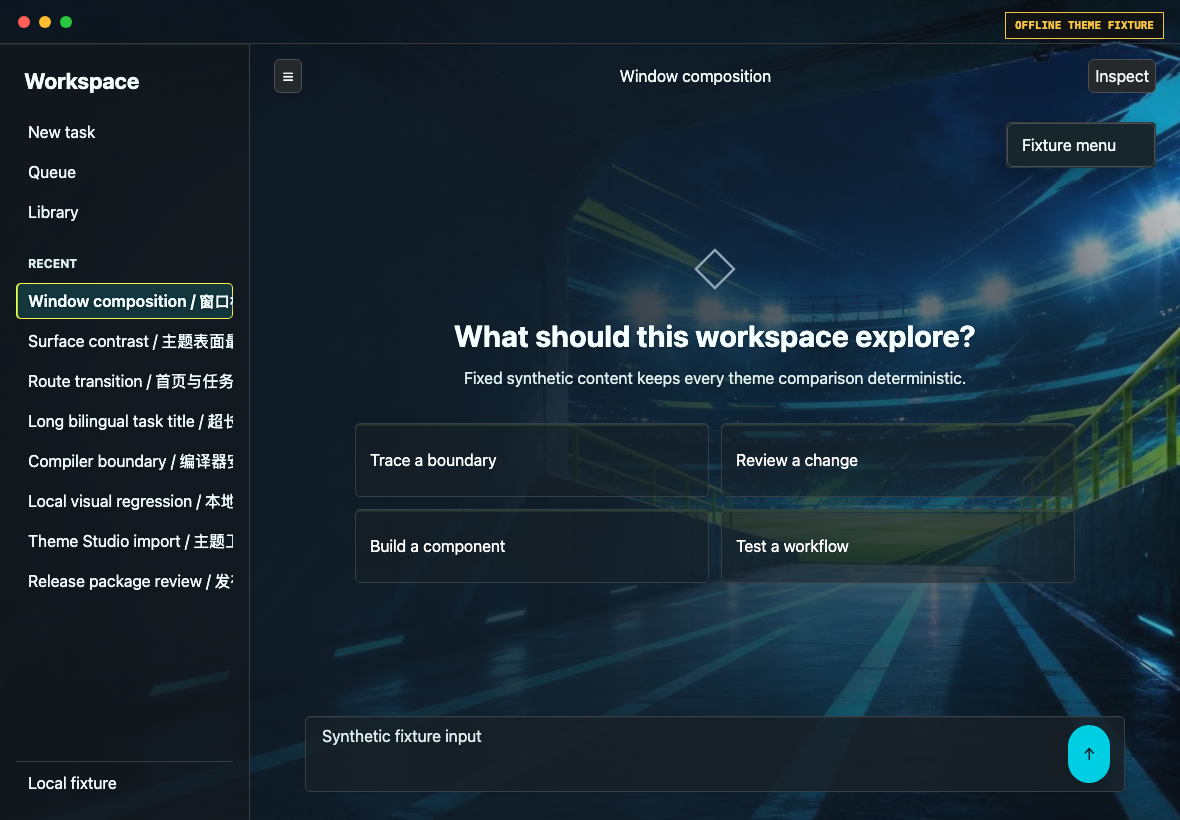 OFFLINE THEME FIXTURE
Workspace
New task
Queue
Library
RECENT
Window composition / 窗口
Surface contrast / 主题表面最
Route transition / 首页与任务
Long bilingual task title / 超长
Compiler boundary / 编译器
Local visual regression / 本地
Theme Studio import / 主题
Release package review / 发
Local fixture
≡
Window composition
Inspect
Fixture menu
What should this workspace explore?
Fixed synthetic content keeps every theme comparison deterministic.
Trace a boundary
Review a change
Build a component
Test a workflow
Synthetic fixture input
↑